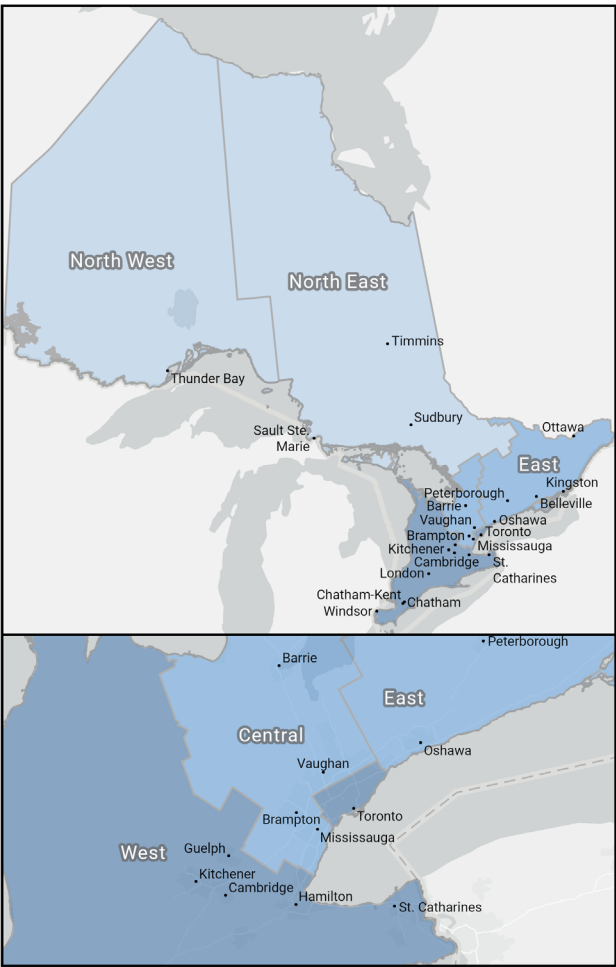 North West
North East
Timmins
Thunder Bay
Sudbury
Sault Ste.
Marie
Ottawa
East
Kingston
Peterborough
Belleville
Barrie
Vaughan
Oshawa
Brampton
Toronto
Kitchener
Mississauga
Cambridge
St.
Catharines
London
Chatham-Kent
Chatham
Windsor
Peterborough
Barrie
East
Central
Oshawa
Vaughan
Brampton
Toronto
Mississauga
West
Guelph
Kitchener
Cambridge
Hamilton
St. Catharines